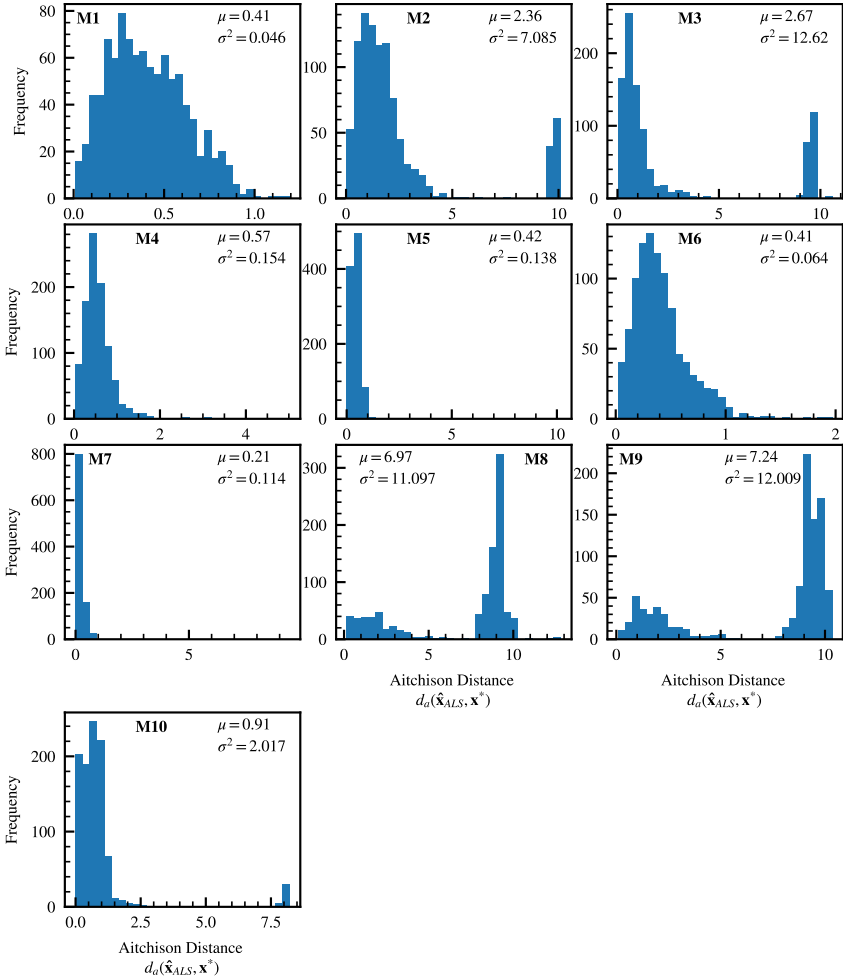 M1
μ = 0.41
σ² = 0.046
Frequency
80
60
40
20
0
0.0 0.5 1.0
M2
μ = 2.36
σ² = 7.085
100
50
0
0 5 10
M3
μ = 2.67
σ² = 12.62
200
100
0
0 5 10
M4
μ = 0.57
σ² = 0.154
Frequency
200
100
0
0 2 4
M5
μ = 0.42
σ² = 0.138
400
200
0
0 5 10
M6
μ = 0.41
σ² = 0.064
100
50
0
0 1 2
M7
μ = 0.21
σ² = 0.114
Frequency
800
600
400
200
0
0 5
M8
μ = 6.97
σ² = 11.097
300
200
100
0
0 5 10
Aitchison Distance
dₐ(x̂_ALS, x*)
M9
μ = 7.24
σ² = 12.009
200
150
100
50
0
0 5 10
Aitchison Distance
dₐ(x̂_ALS, x*)
M10
μ = 0.91
σ² = 2.017
Frequency
200
100
0
0.0 2.5 5.0 7.5
Aitchison Distance
dₐ(x̂_ALS, x*)